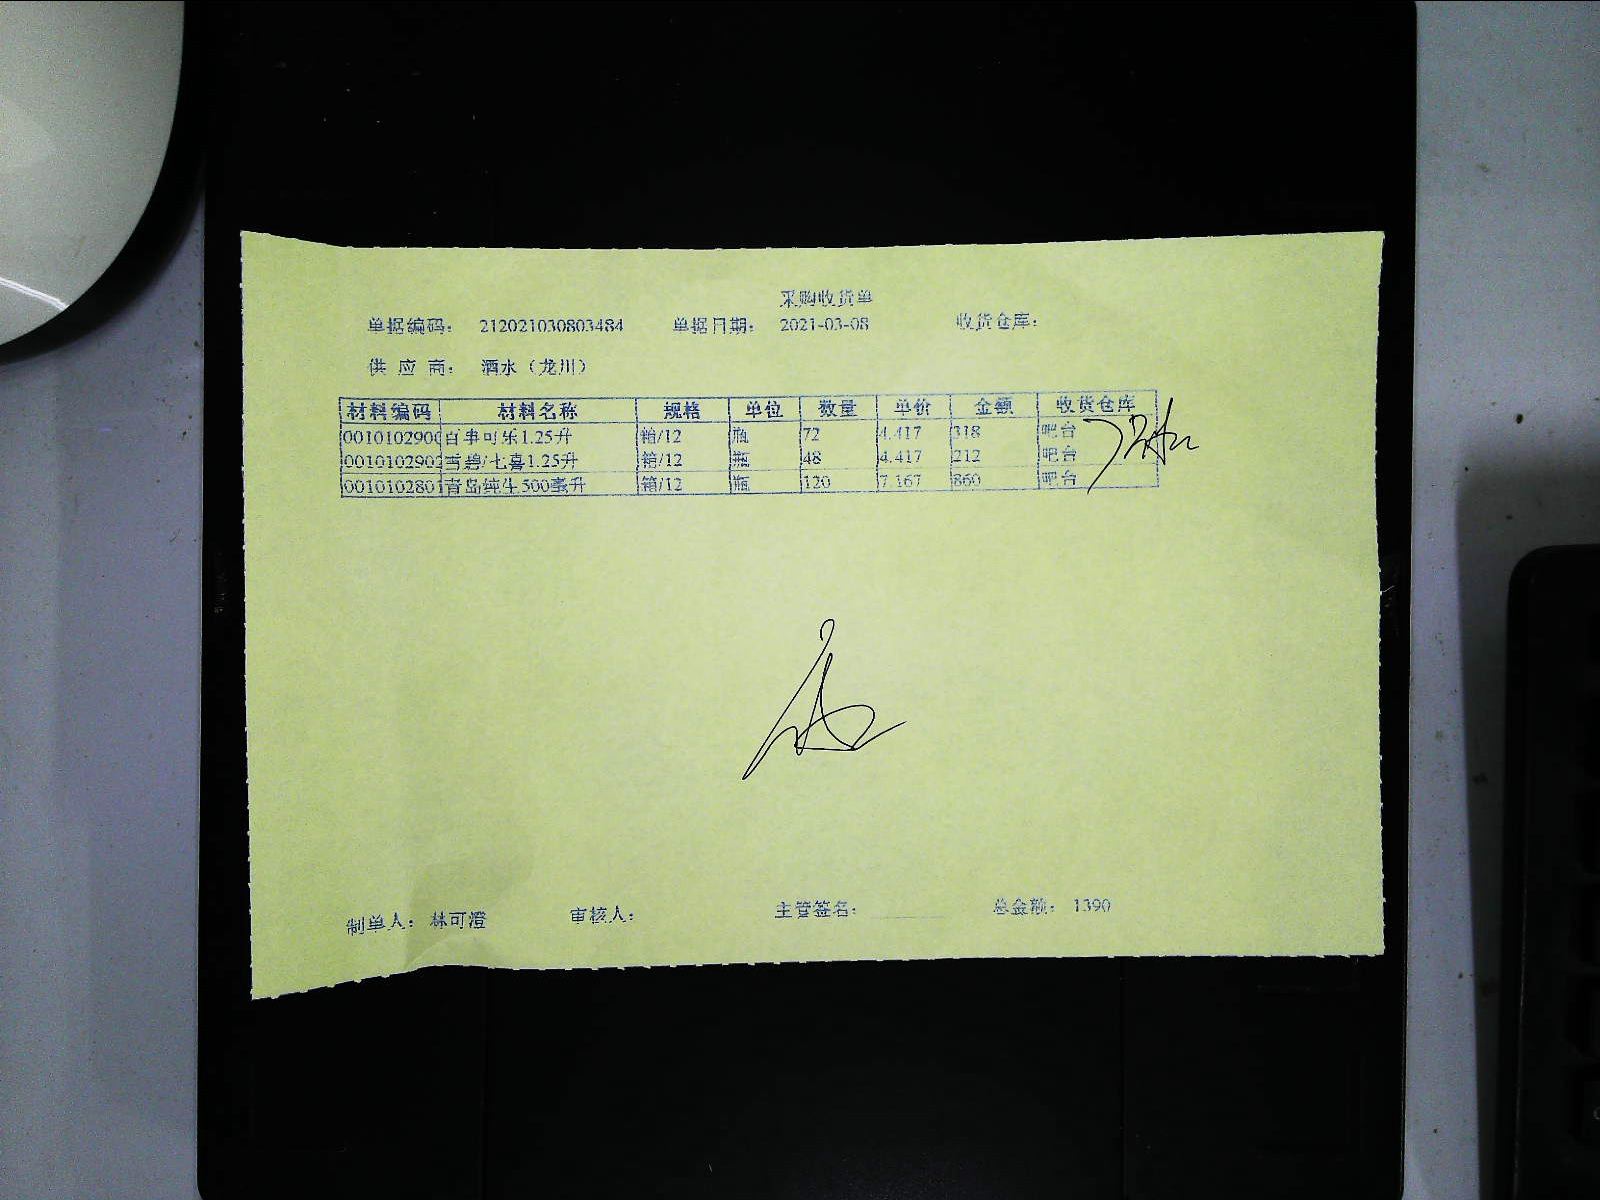 采购收货单
单据编码: 212021030803484 单据日期: 2021-03-08 收货仓库:
供 应 商: 酒水（龙川）
材料编码 材料名称 规格 单位 数量 单价 金额 收货仓库
0010102900 百事可乐1.25升 箱/12 瓶 72 4.417 318 吧台
0010102902 雪碧/七喜1.25升 箱/12 瓶 48 4.417 212 吧台
0010102801 青岛纯生500毫升 箱/12 瓶 120 7.167 860 吧台
制单人: 林可澄 审核人: 主管签名: 总金额: 1390